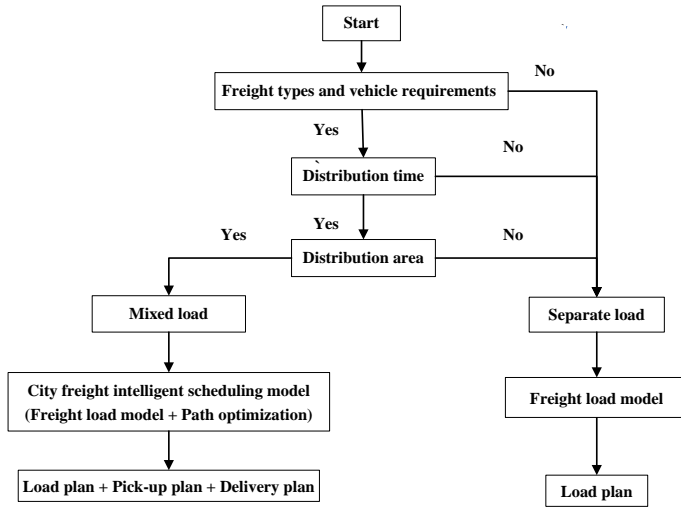 Start
No
Freight types and vehicle requirements
Yes
No
Distribution time
Yes
Yes
No
Distribution area
Mixed load
Separate load
City freight intelligent scheduling model
(Freight load model + Path optimization)
Freight load model
Load plan + Pick-up plan + Delivery plan
Load plan